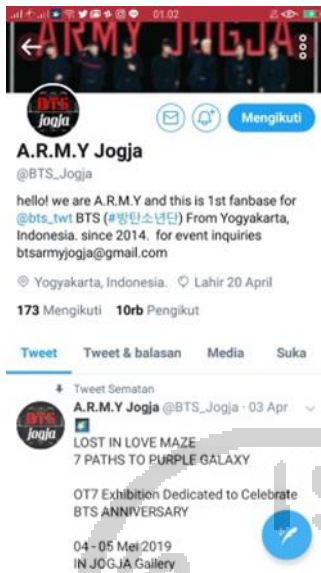 01.02
ARMY JOGJA
BTS
jogja
Mengikuti
A.R.M.Y Jogja
@BTS_Jogja
hello! we are A.R.M.Y and this is 1st fanbase for
@bts_twt BTS (#방탄소년단) From Yogyakarta,
Indonesia. since 2014. for event inquiries
btsarmyjogja@gmail.com
Yogyakarta, Indonesia. Lahir 20 April
173 Mengikuti 10rb Pengikut
Tweet Tweet & balasan Media Suka
Tweet Sematan
A.R.M.Y Jogja @BTS_Jogja · 03 Apr
BTS
jogja
LOST IN LOVE MAZE
7 PATHS TO PURPLE GALAXY
OT7 Exhibition Dedicated to Celebrate
BTS ANNIVERSARY
04 - 05 Mei 2019
IN JOGJA Gallery